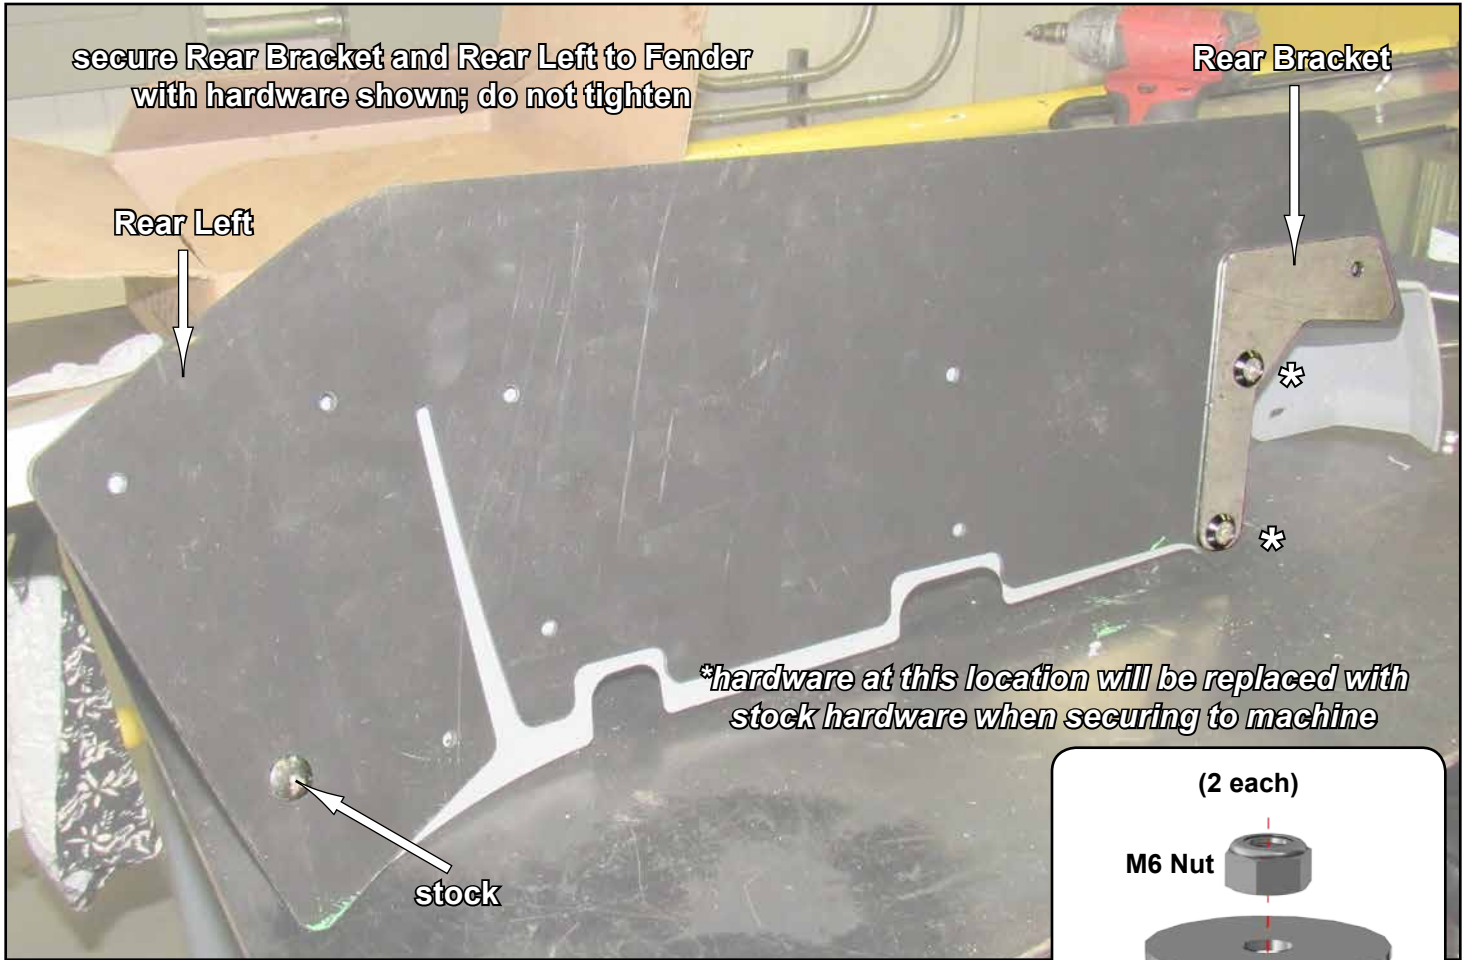 secure Rear Bracket and Rear Left to Fender
with hardware shown; do not tighten
Rear Bracket
Rear Left
*
*
*hardware at this location will be replaced with
stock hardware when securing to machine
stock
(2 each)
M6 Nut